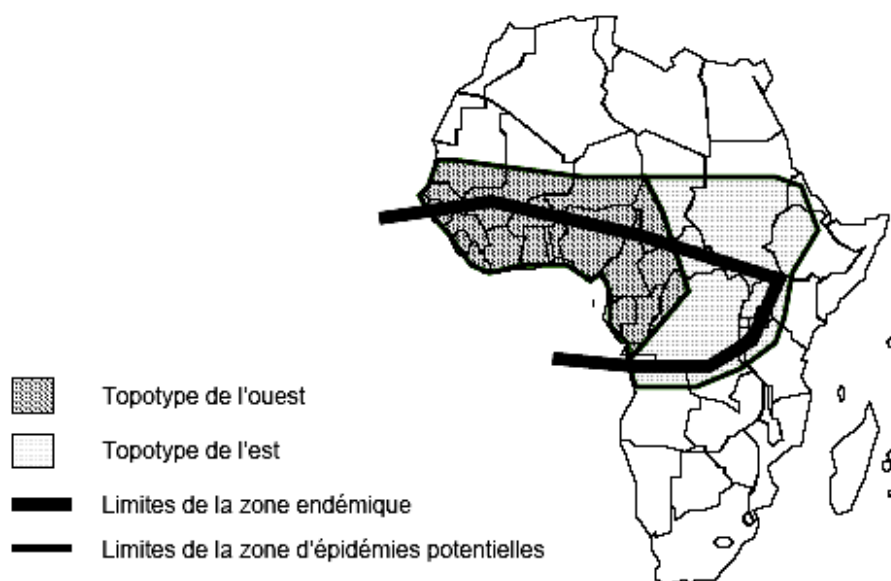 Topotype de l'ouest
Topotype de l'est
Limites de la zone endémique
Limites de la zone d'épidémies potentielles